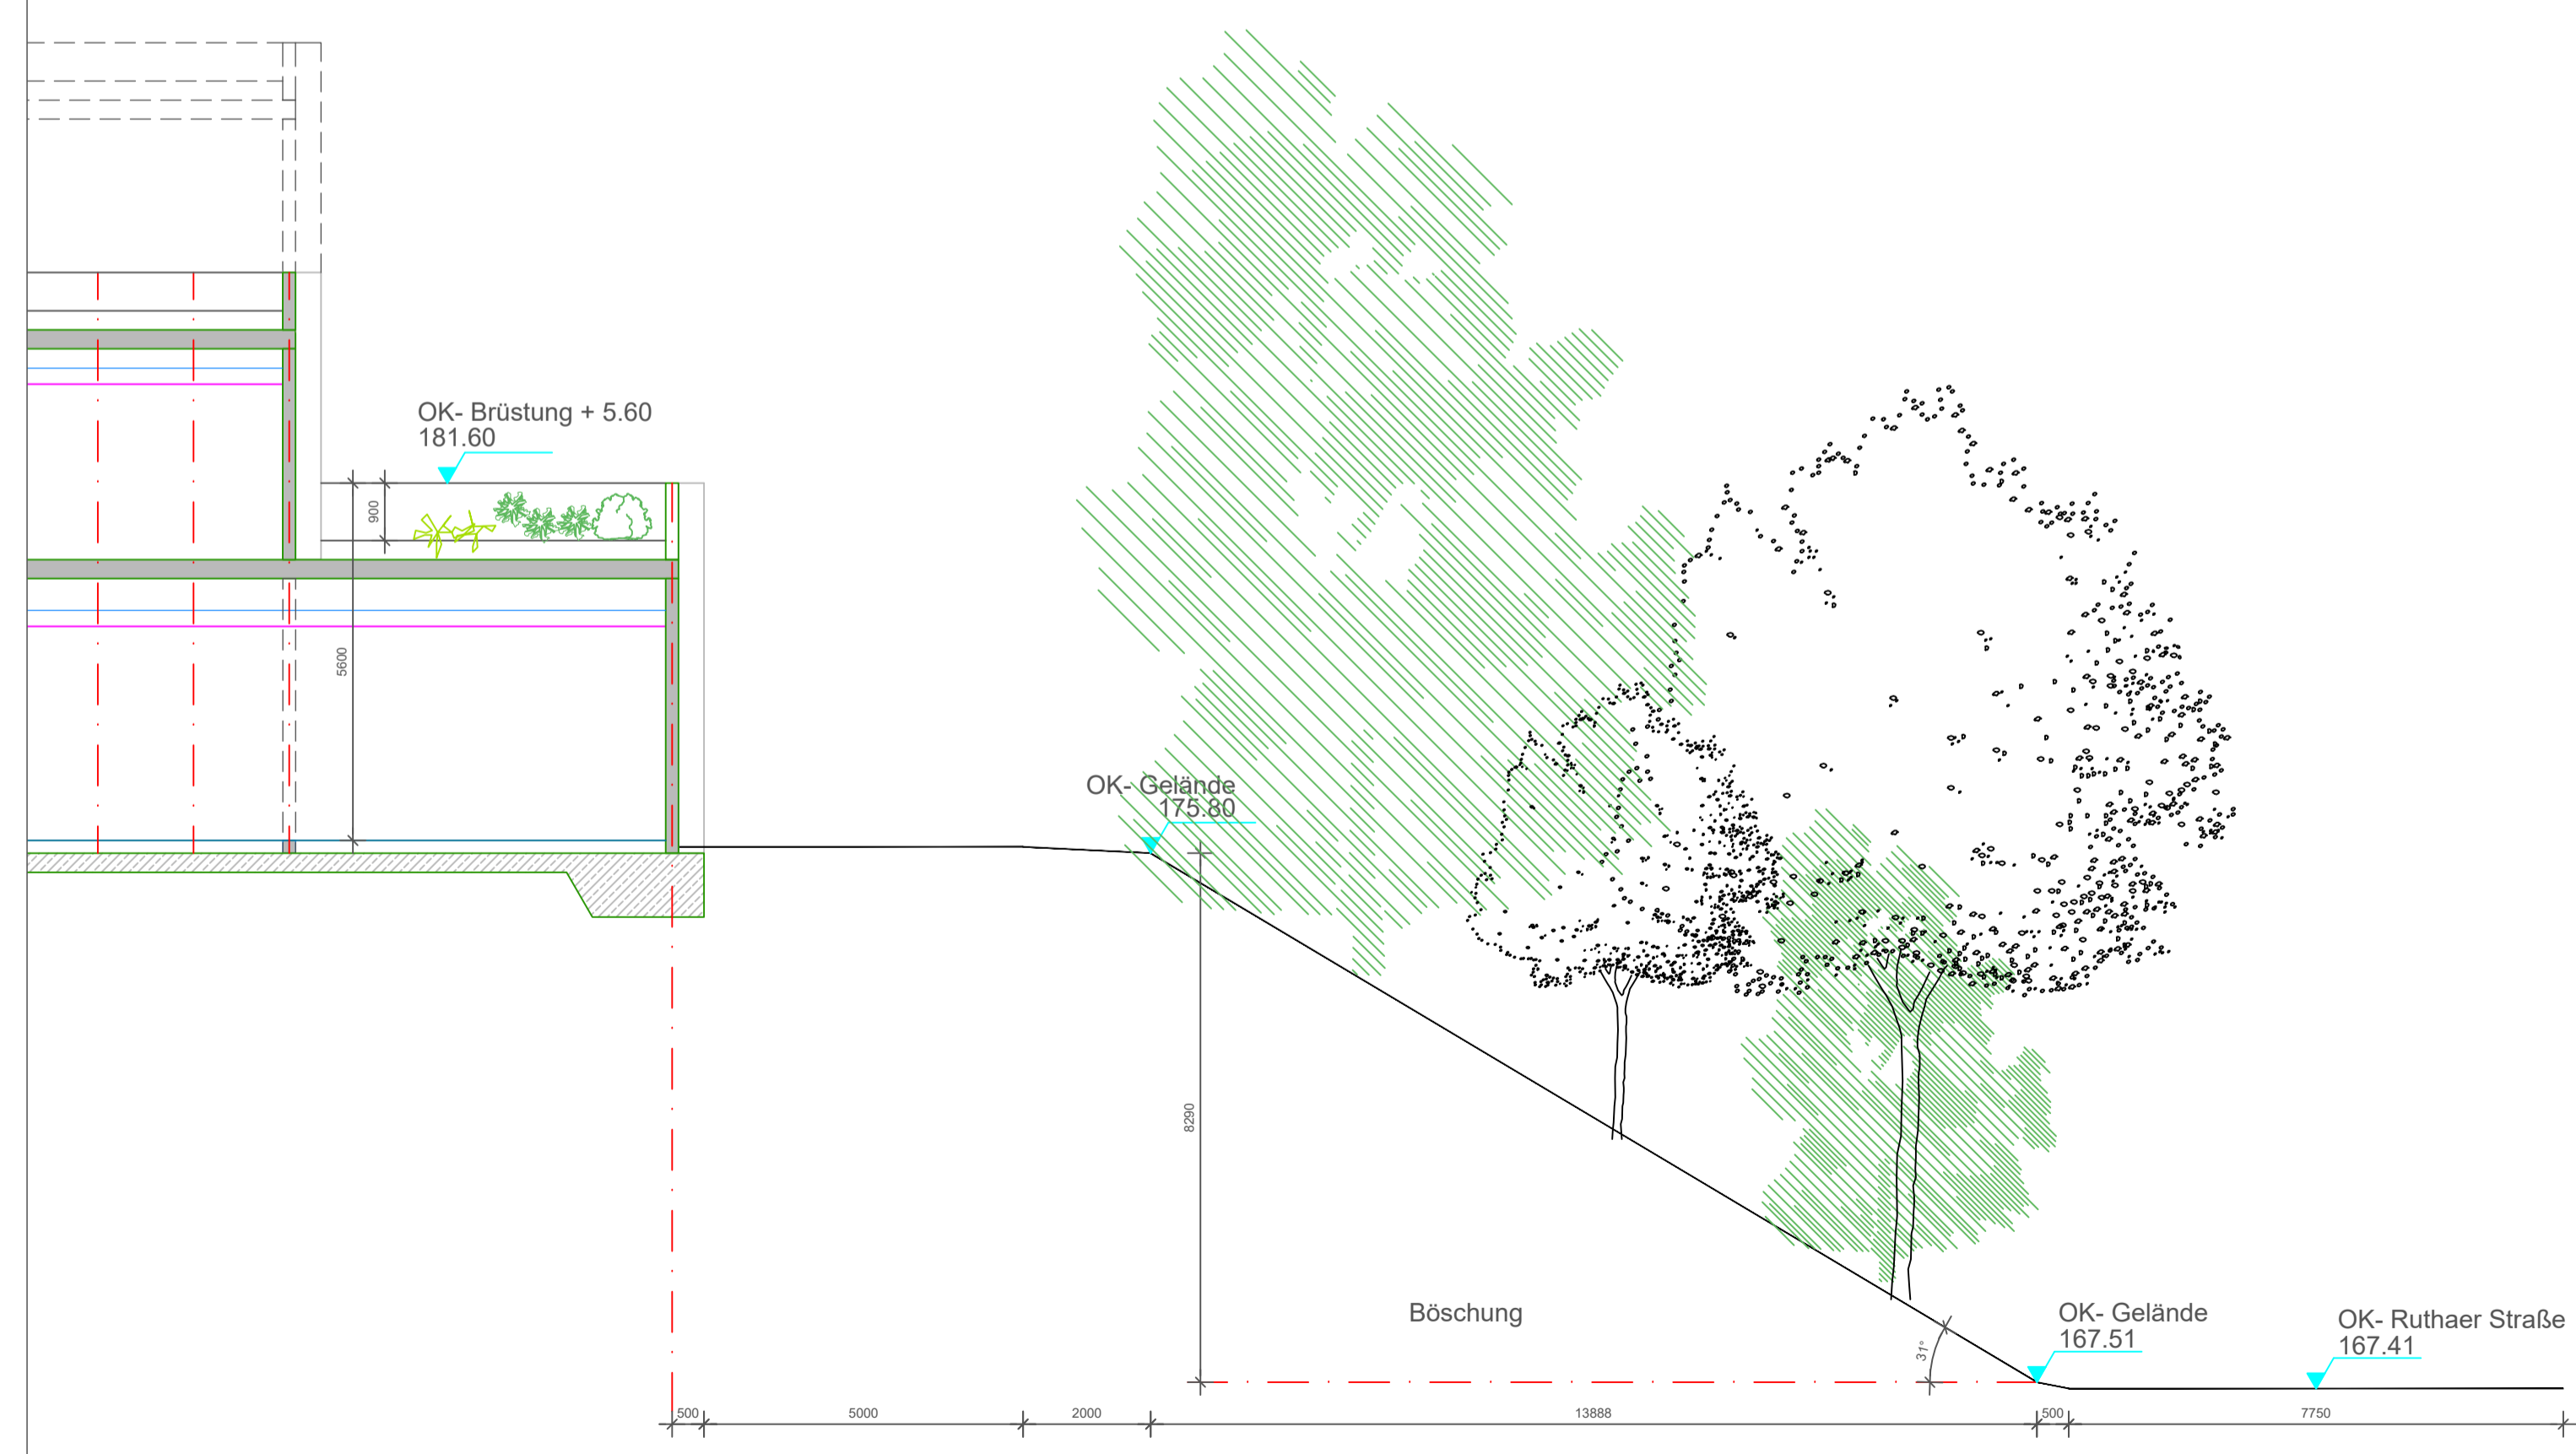 OK- Brüstung + 5.60
181.60
900
5600
OK- Gelände
175.80
8290
Böschung
31°
OK- Gelände
167.51
OK- Ruthaer Straße
167.41
500
5000
2000
13888
500
7750